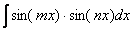 ∫sin( mx) · sin( nx)dx